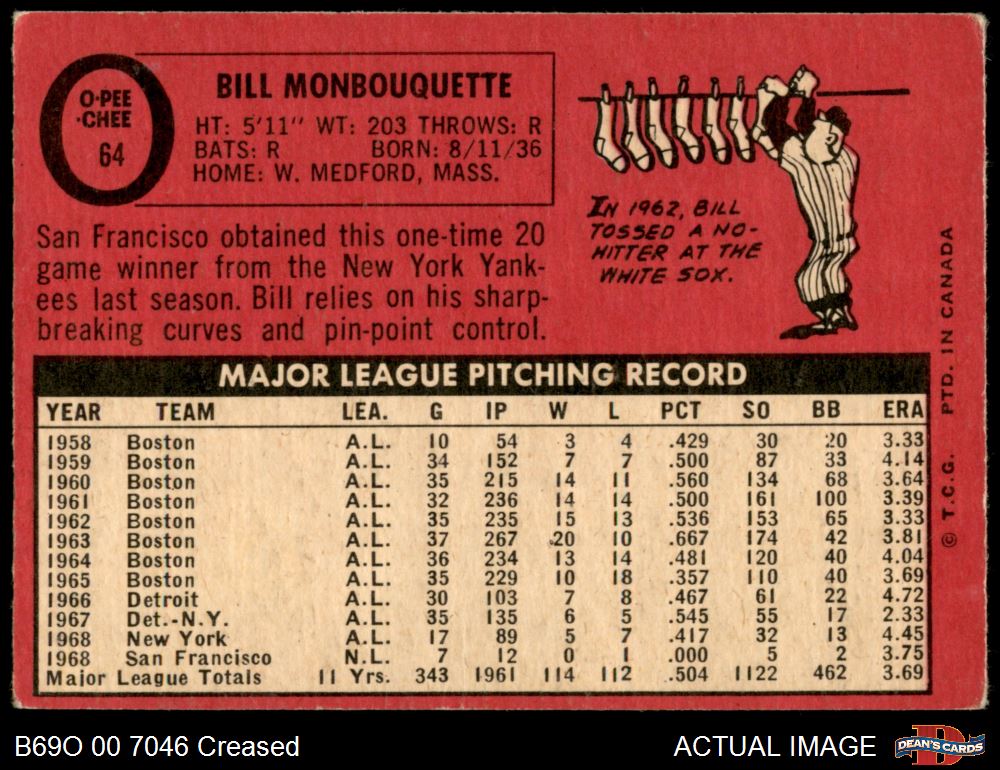 O-PEE
-CHEE
64
BILL MONBOUQUETTE
HT: 5'11" WT: 203 THROWS: R
BATS: R BORN: 8/11/36
HOME: W. MEDFORD, MASS.
San Francisco obtained this one-time 20
game winner from the New York Yank-
ees last season. Bill relies on his sharp-
breaking curves and pin-point control.
IN 1962, BILL
TOSSED A NO-
HITTER AT THE
WHITE SOX.
MAJOR LEAGUE PITCHING RECORD
YEAR TEAM LEA. G IP W L PCT SO BB ERA
1958 Boston A.L. 10 54 3 4 .429 30 20 3.33
1959 Boston A.L. 34 152 7 7 .500 87 33 4.14
1960 Boston A.L. 35 215 14 11 .560 134 68 3.64
1961 Boston A.L. 32 236 14 14 .500 161 100 3.39
1962 Boston A.L. 35 235 15 13 .536 153 65 3.33
1963 Boston A.L. 37 267 20 10 .667 174 42 3.81
1964 Boston A.L. 36 234 13 14 .481 120 40 4.04
1965 Boston A.L. 35 229 10 18 .357 110 40 3.69
1966 Detroit A.L. 30 103 7 8 .467 61 22 4.72
1967 Det.-N.Y. A.L. 35 135 6 5 .545 55 17 2.33
1968 New York A.L. 17 89 5 7 .417 32 13 4.45
1968 San Francisco N.L. 7 12 0 1 .000 5 2 3.75
Major League Totals 11 Yrs. 343 1961 114 112 .504 1122 462 3.69
© T.C.G. PTD. IN CANADA
B69O 00 7046 Creased
ACTUAL IMAGE
D
DEAN'S CARDS